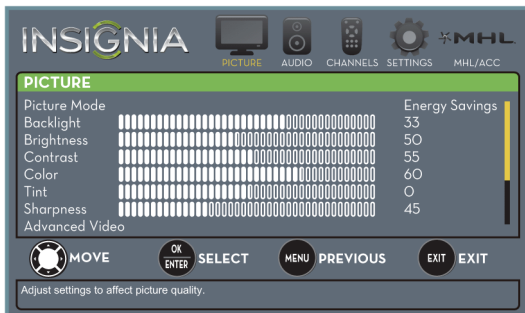 INSIGNIA
PICTURE AUDIO CHANNELS SETTINGS MHL/ACC
MHL
PICTURE
Picture Mode Energy Savings
Backlight 33
Brightness 50
Contrast 55
Color 60
Tint 0
Sharpness 45
Advanced Video
MOVE OK ENTER SELECT MENU PREVIOUS EXIT EXIT
Adjust settings to affect picture quality.